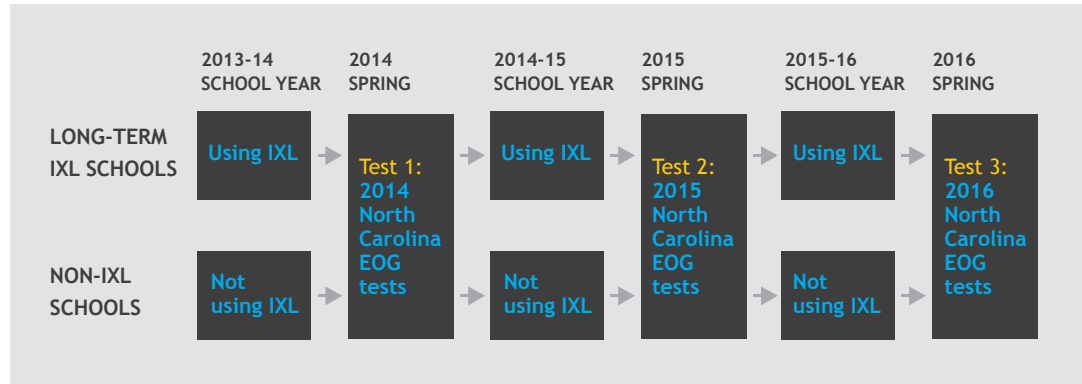 2013-14
SCHOOL YEAR
2014
SPRING
2014-15
SCHOOL YEAR
2015
SPRING
2015-16
SCHOOL YEAR
2016
SPRING
LONG-TERM
IXL SCHOOLS
Using IXL
Test 1:
2014
North
Carolina
EOG
tests
Using IXL
Test 2:
2015
North
Carolina
EOG
tests
Using IXL
Test 3:
2016
North
Carolina
EOG
tests
NON-IXL
SCHOOLS
Not
using IXL
Not
using IXL
Not
using IXL